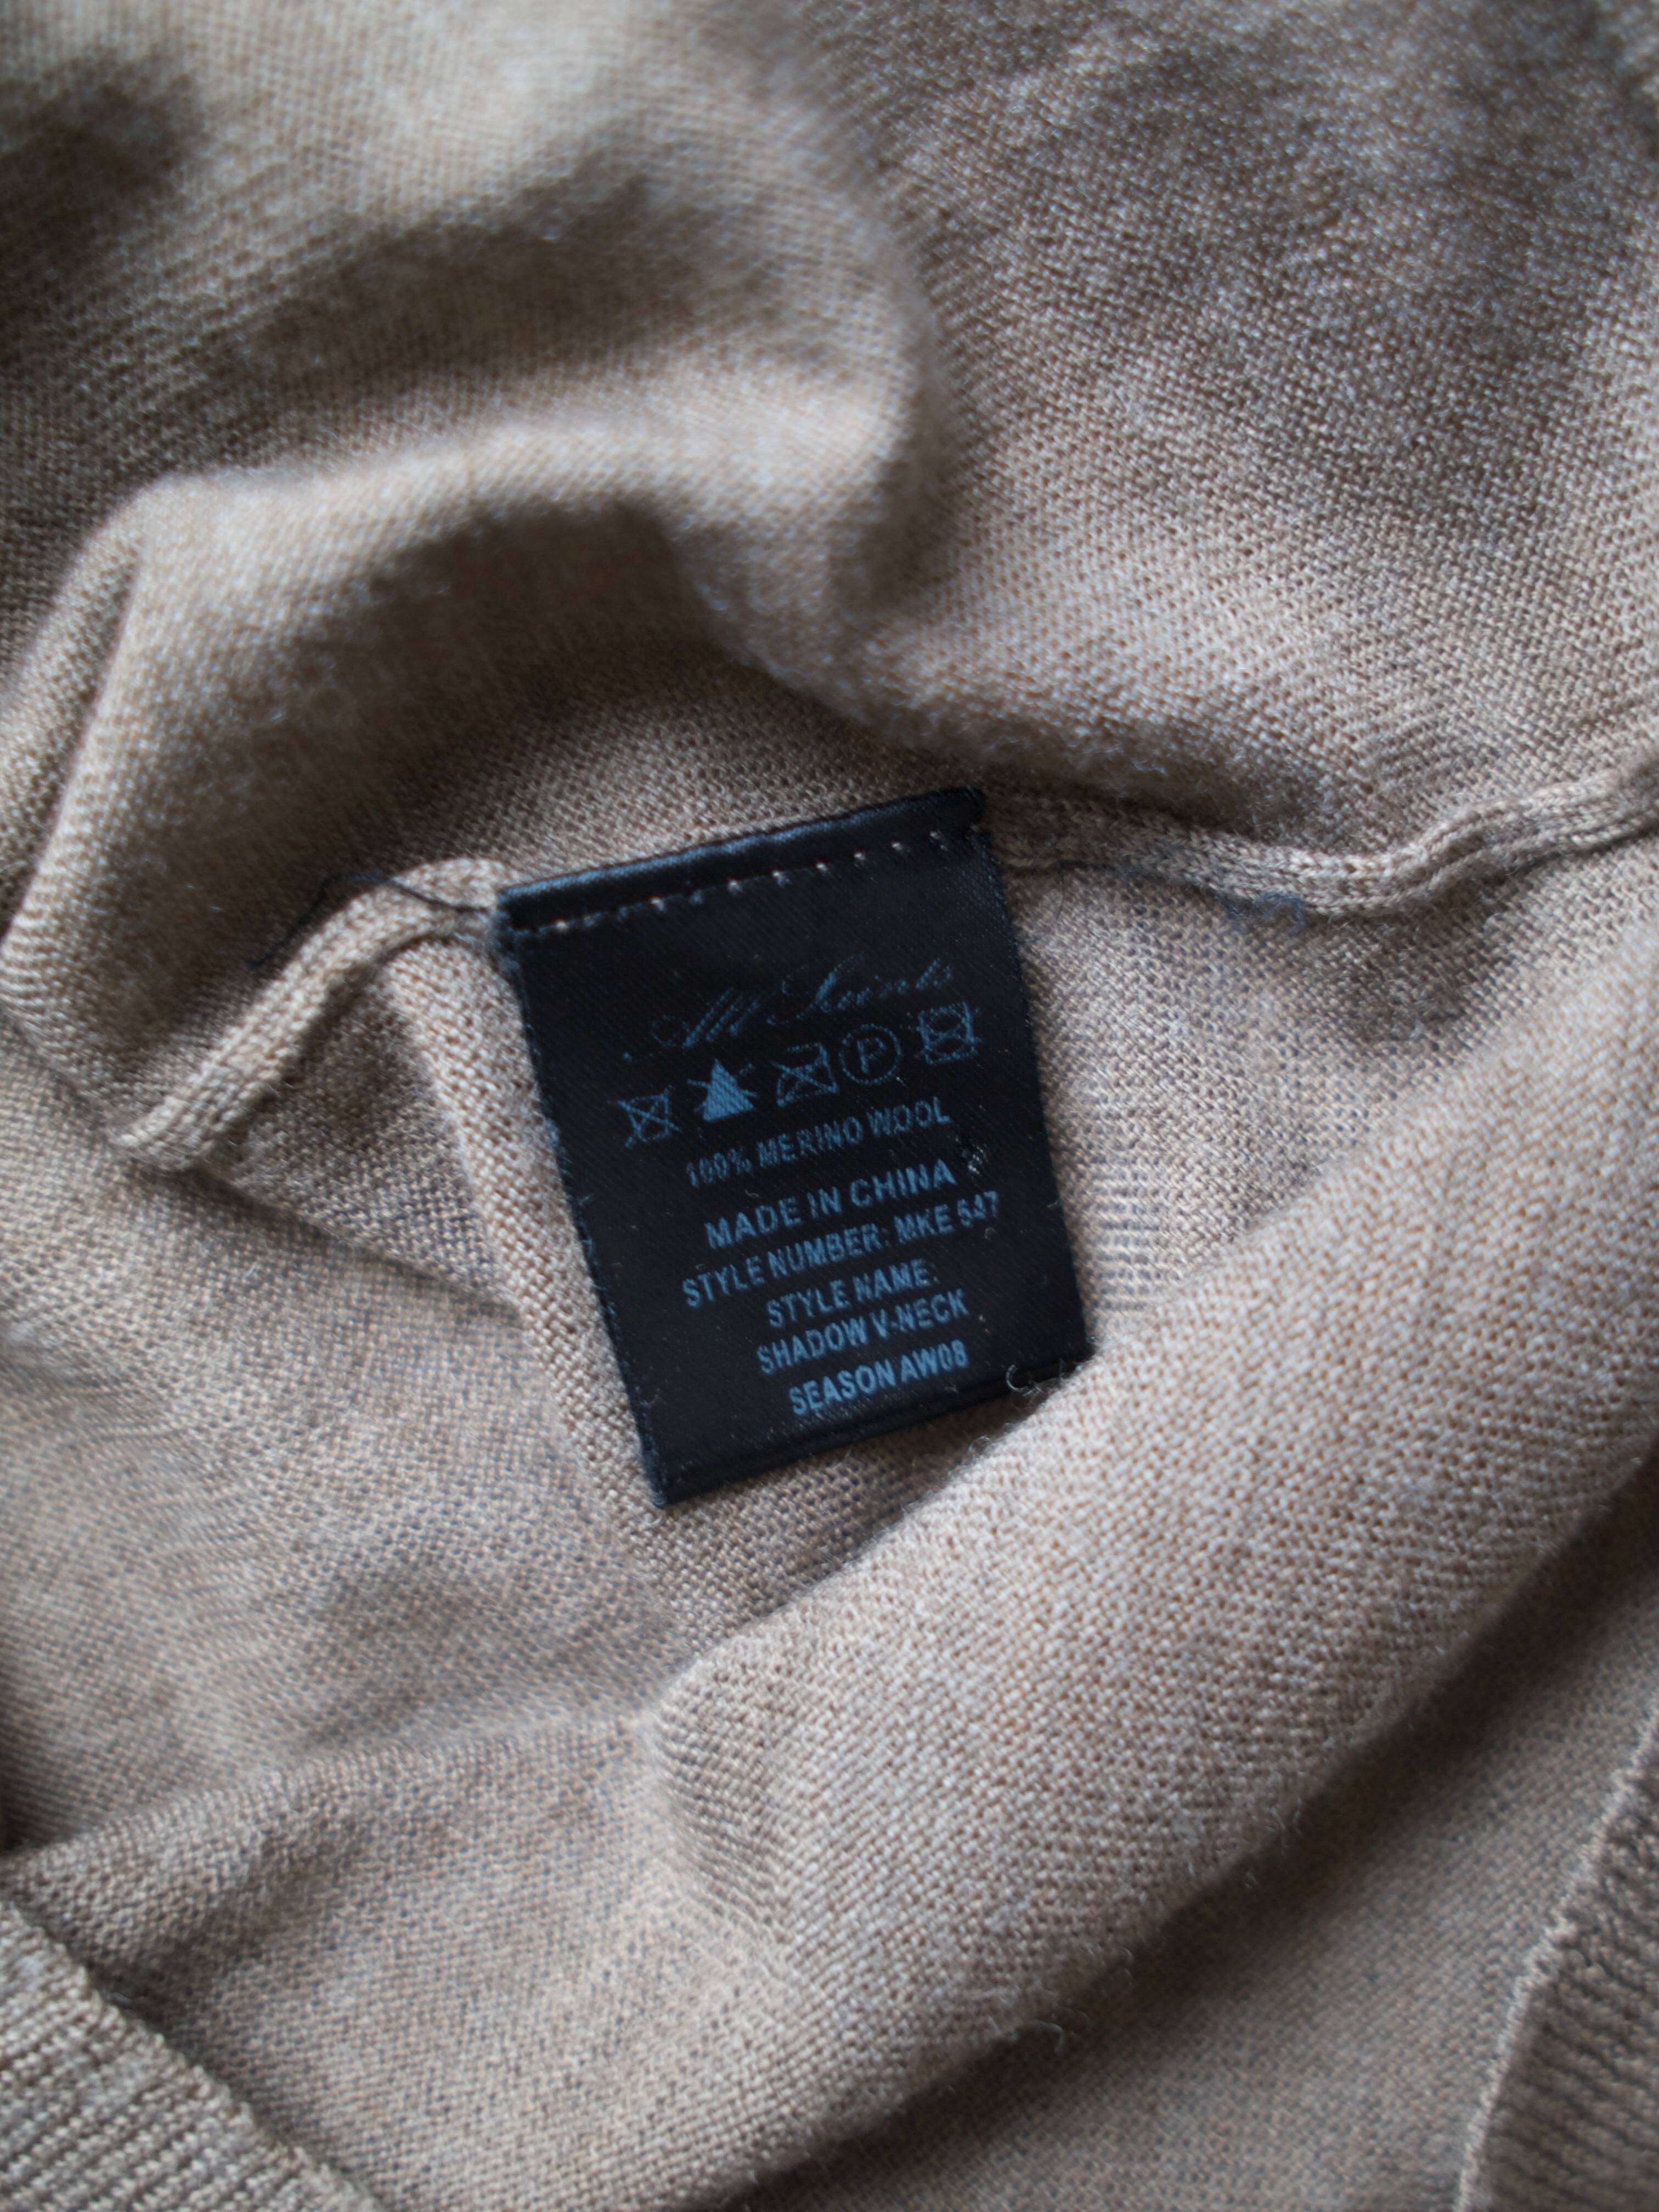 All Saints
P
100% MERINO WOOL
MADE IN CHINA
STYLE NUMBER: MKE 547
STYLE NAME:
SHADOW V-NECK
SEASON AW08